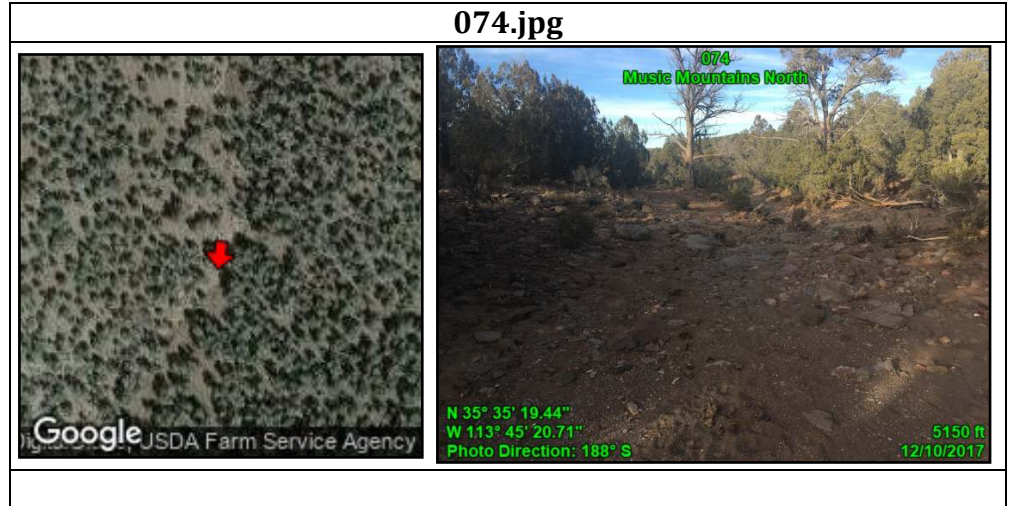 074.jpg
074
Music Mountains North
N 35° 35' 19.44"
W 113° 45' 20.71"
Photo Direction: 188° S
5150 ft
12/10/2017
Google
USDA Farm Service Agency